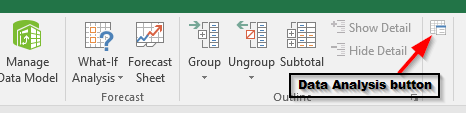 Manage
Data Model
What-If
Analysis
Forecast
Sheet
Forecast
Group
Ungroup
Subtotal
Show Detail
Hide Detail
Outline
Data Analysis button